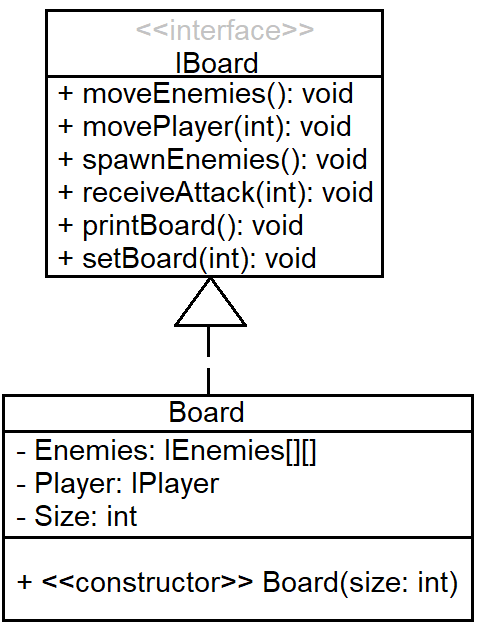 <<interface>>
IBoard
+ moveEnemies(): void
+ movePlayer(int): void
+ spawnEnemies(): void
+ receiveAttack(int): void
+ printBoard(): void
+ setBoard(int): void
Board
- Enemies: IEnemies[][]
- Player: IPlayer
- Size: int
+ <<constructor>> Board(size: int)